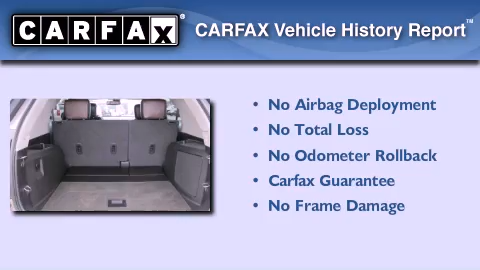 CARFAX® CARFAX Vehicle History Report™
• No Airbag Deployment
• No Total Loss
• No Odometer Rollback
• Carfax Guarantee
• No Frame Damage